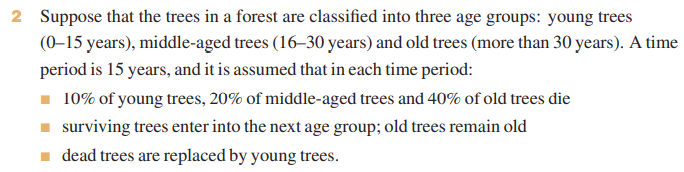 2 Suppose that the trees in a forest are classified into three age groups: young trees
(0–15 years), middle-aged trees (16–30 years) and old trees (more than 30 years). A time
period is 15 years, and it is assumed that in each time period:
■ 10% of young trees, 20% of middle-aged trees and 40% of old trees die
■ surviving trees enter into the next age group; old trees remain old
■ dead trees are replaced by young trees.